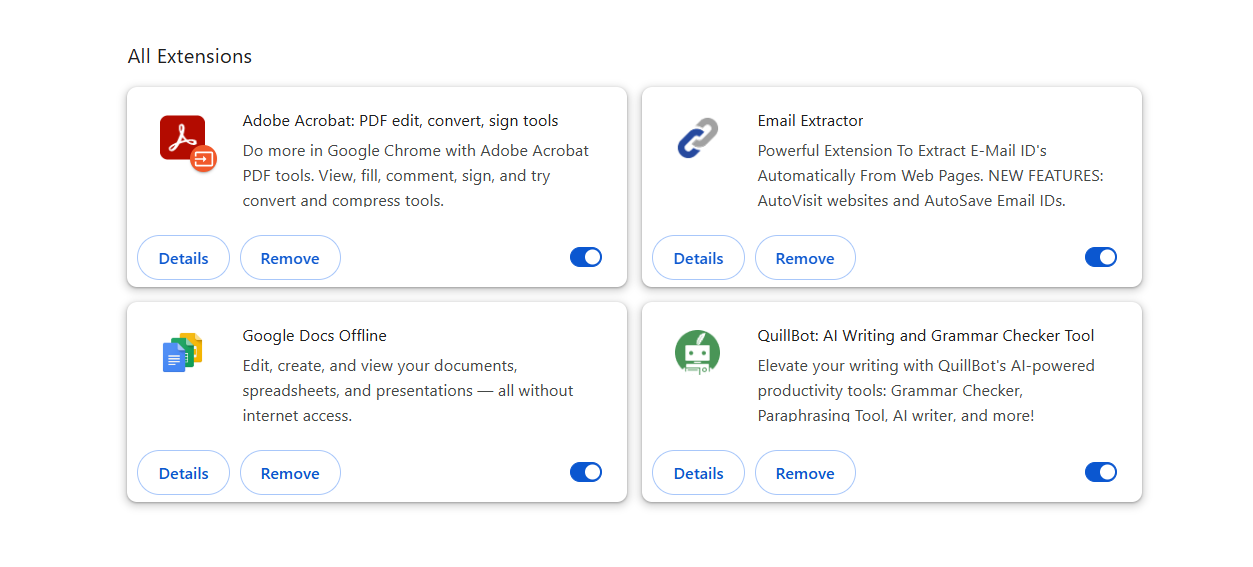 All Extensions
Adobe Acrobat: PDF edit, convert, sign tools
Do more in Google Chrome with Adobe Acrobat
PDF tools. View, fill, comment, sign, and try
convert and compress tools.
Details
Remove
Email Extractor
Powerful Extension To Extract E-Mail ID's
Automatically From Web Pages. NEW FEATURES:
AutoVisit websites and AutoSave Email IDs.
Details
Remove
Google Docs Offline
Edit, create, and view your documents,
spreadsheets, and presentations — all without
internet access.
Details
Remove
QuillBot: AI Writing and Grammar Checker Tool
Elevate your writing with QuillBot's AI-powered
productivity tools: Grammar Checker,
Paraphrasing Tool, AI writer, and more!
Details
Remove